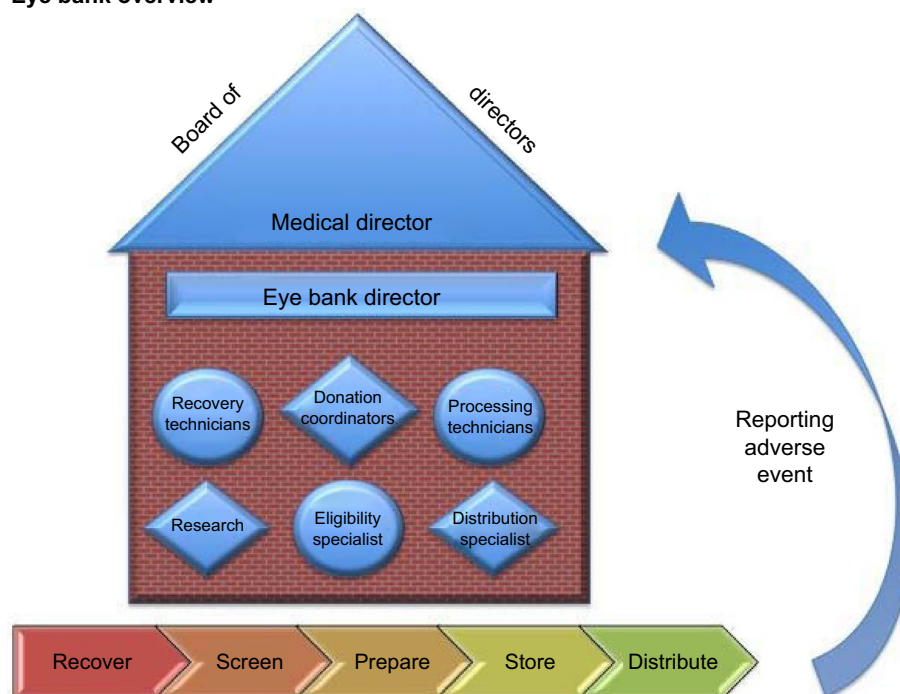 Eye bank overview
Board of
directors
Medical director
Eye bank director
Recovery
technicians
Donation
coordinators
Processing
technicians
Research
Eligibility
specialist
Distribution
specialist
Reporting
adverse
event
Recover
Screen
Prepare
Store
Distribute